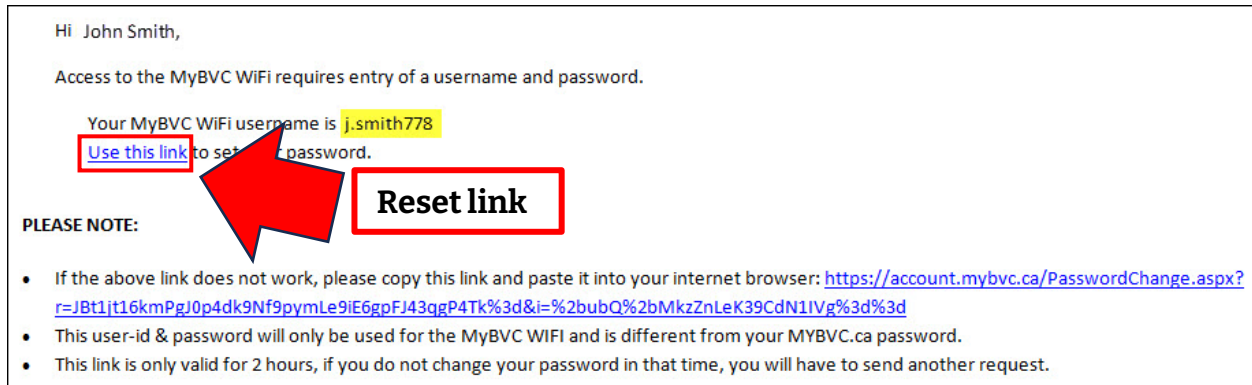 Hi John Smith,
Access to the MyBVC WiFi requires entry of a username and password.
Your MyBVC WiFi username is j.smith778
Use this link to set password.
Reset link
PLEASE NOTE:
• If the above link does not work, please copy this link and paste it into your internet browser: https://account.mybvc.ca/PasswordChange.aspx?
r=JBt1jt16kmPgJ0p4dk9Nf9pymLe9iE6gpFJ43qgP4Tk%3d&i=%2bubQ%2bMkzZnLeK39CdN1IVg%3d%3d
• This user-id & password will only be used for the MyBVC WIFI and is different from your MYBVC.ca password.
• This link is only valid for 2 hours, if you do not change your password in that time, you will have to send another request.